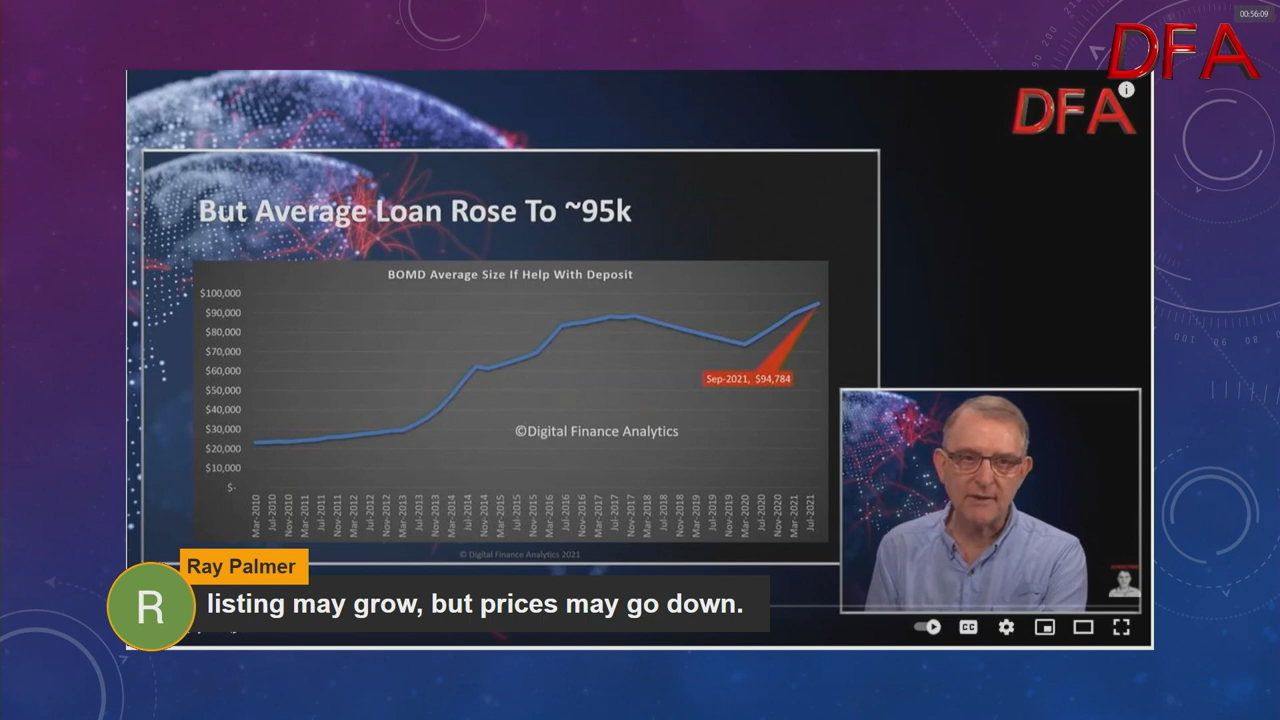 00:56:09
DFA
DFA
But Average Loan Rose To ~95k
BOMD Average Size If Help With Deposit
$100,000
$90,000
$80,000
$70,000
$60,000
$50,000
$40,000
$30,000
$20,000
$10,000
$-
Sep-2021, $94,784
©Digital Finance Analytics
Mar-2010
Jul-2010
Nov-2010
Mar-2011
Jul-2011
Nov-2011
Mar-2012
Jul-2012
Nov-2012
Mar-2013
Jul-2013
Nov-2013
Mar-2014
Jul-2014
Nov-2014
Mar-2015
Jul-2015
Nov-2015
Mar-2016
Jul-2016
Nov-2016
Mar-2017
Jul-2017
Nov-2017
Mar-2018
Jul-2018
Nov-2018
Mar-2019
Jul-2019
Nov-2019
Mar-2020
Jul-2020
Nov-2020
Mar-2021
Jul-2021
© Digital Finance Analytics 2021
Ray Palmer
R
listing may grow, but prices may go down.
CC